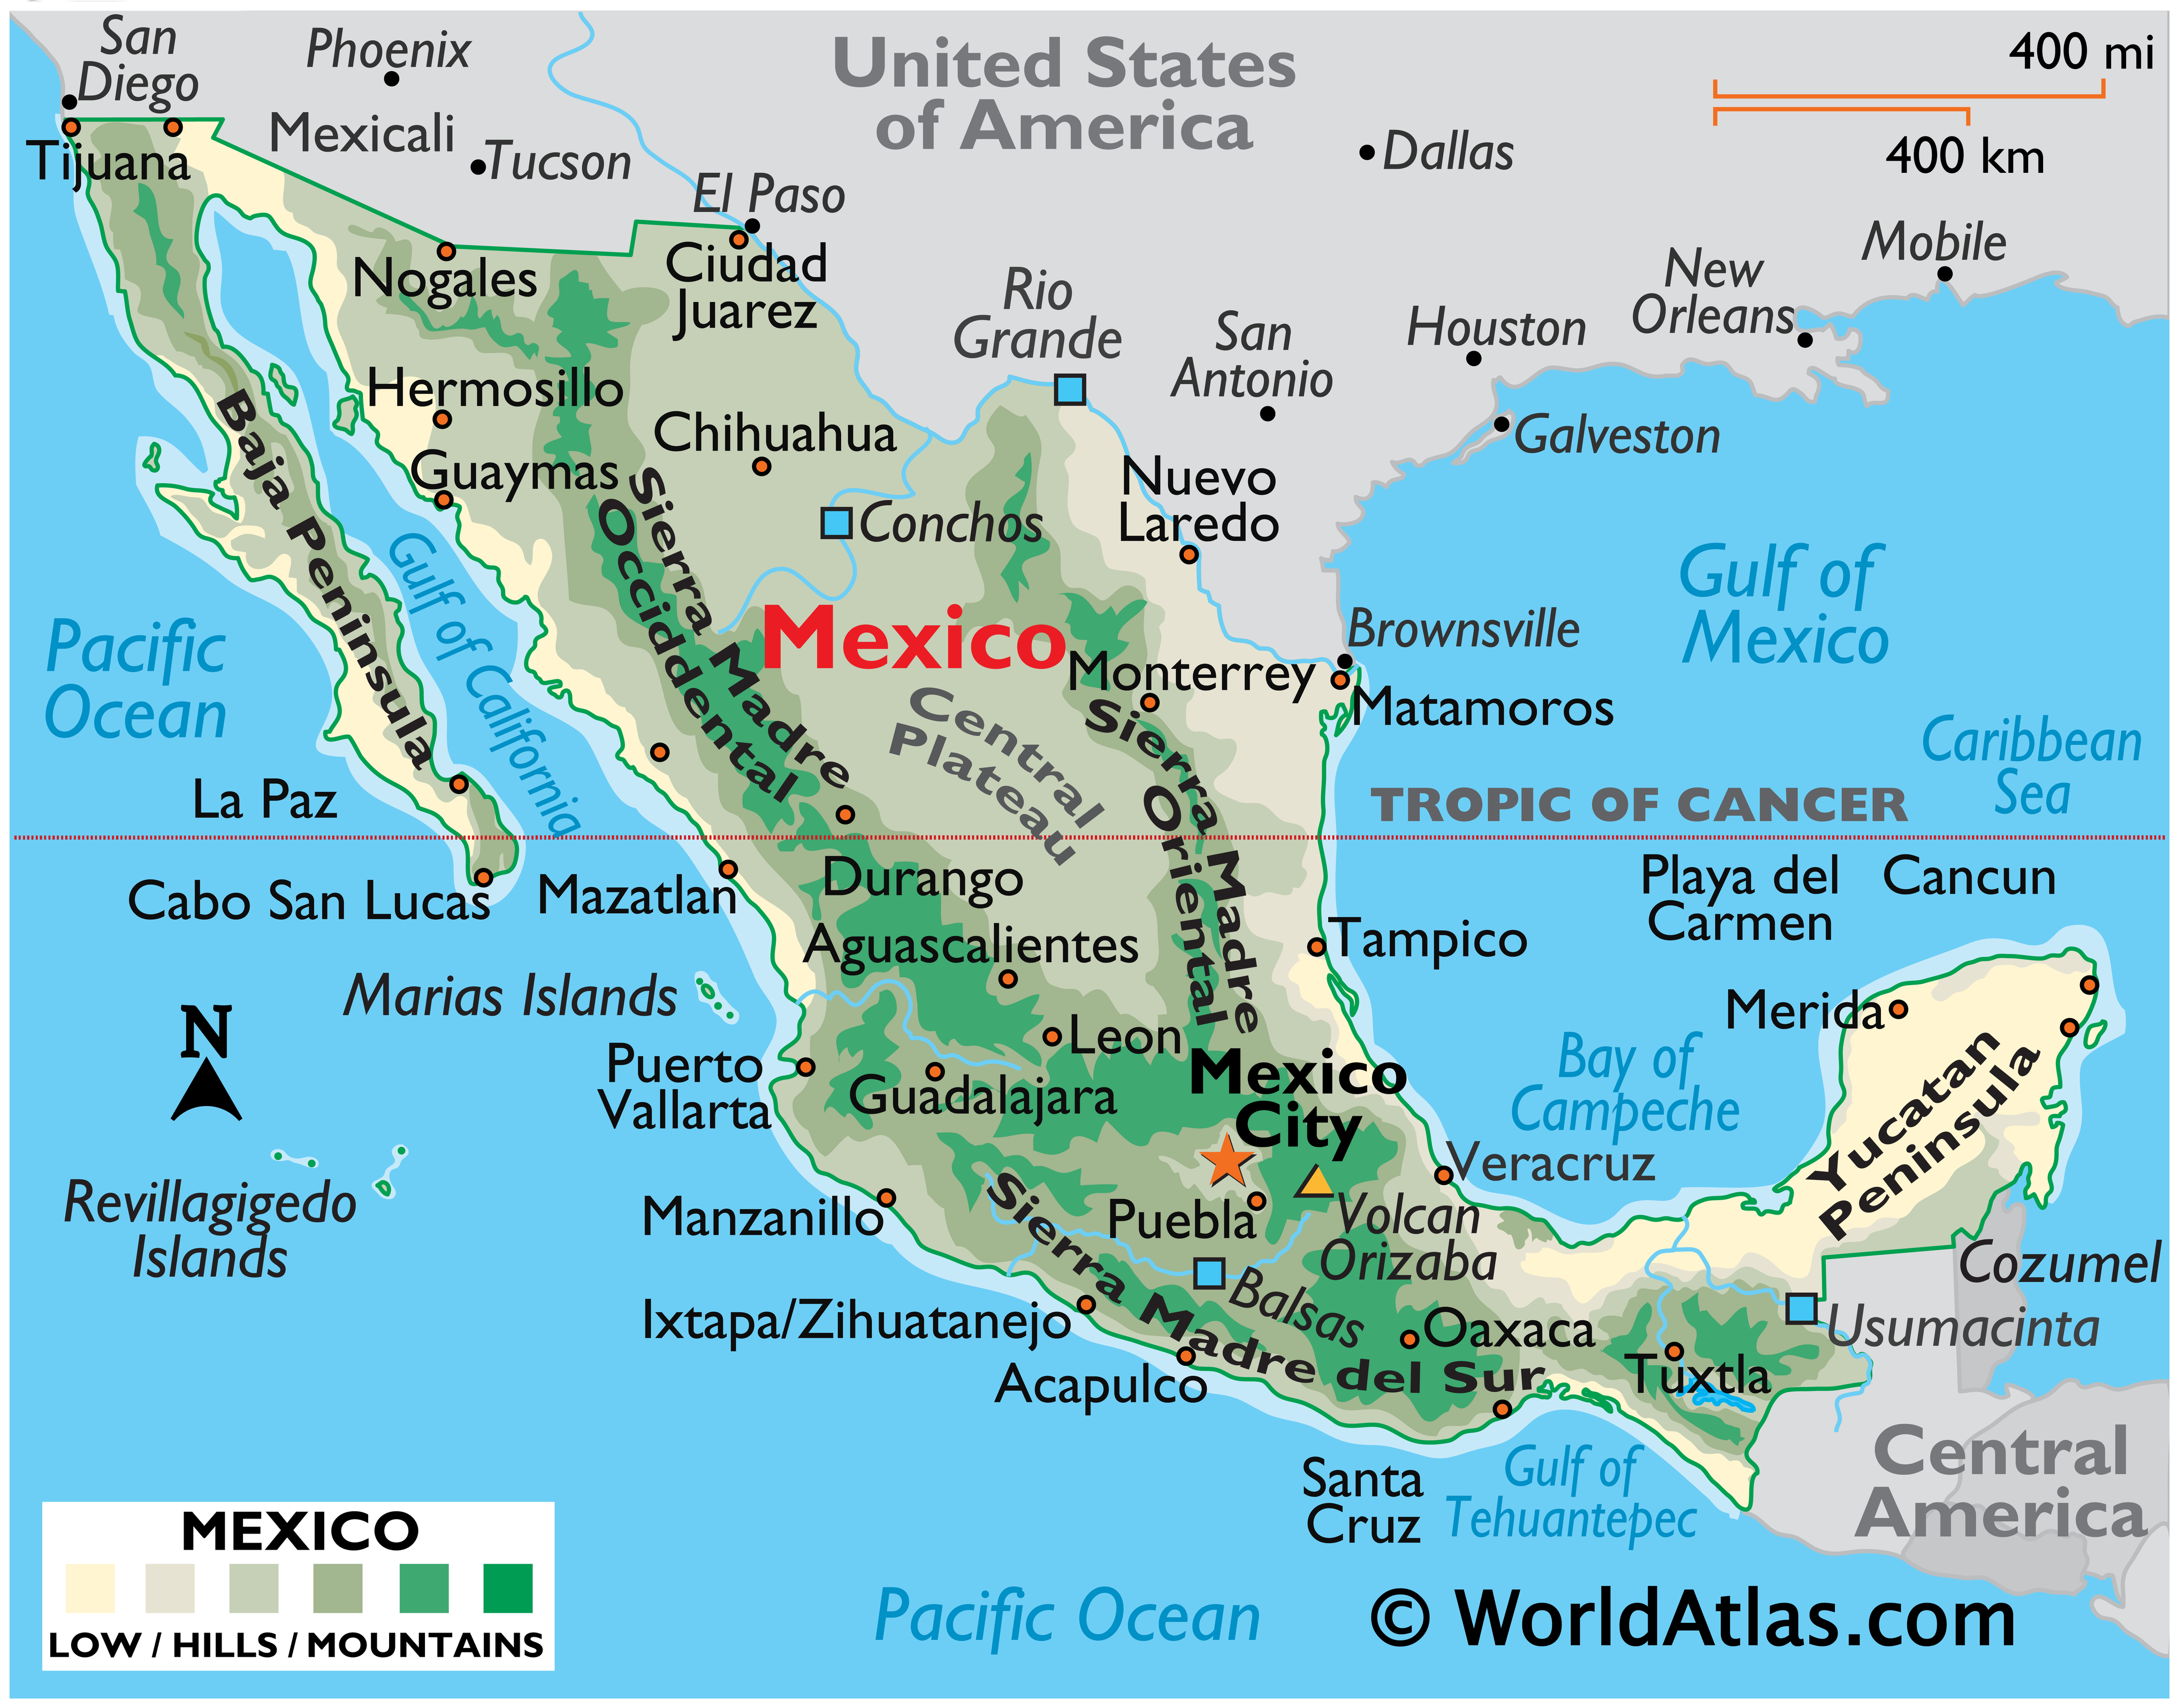 San
Diego
Phoenix
United States
of America
400 mi
400 km
Mexicali
Tijuana
Tucson
Dallas
El Paso
Ciudad
Juarez
Nogales
Mobile
New
Orleans
Rio
Grande
San
Antonio
Houston
Hermosillo
Chihuahua
Galveston
Guaymas
Nuevo
Laredo
Baja Peninsula
Sierra Madre
Occidental
Conchos
Gulf of California
Gulf of
Mexico
Pacific
Ocean
Mexico
Brownsville
Monterrey
Matamoros
Central
Plateau
Sierra Madre
Oriental
Caribbean
Sea
La Paz
TROPIC OF CANCER
Cabo San Lucas
Mazatlan
Durango
Playa del
Carmen
Cancun
Aguascalientes
Tampico
Marias Islands
N
Merida
Leon
Puerto
Vallarta
Guadalajara
Mexico
City
Bay of
Campeche
Yucatan
Peninsula
Veracruz
Revillagigedo
Islands
Manzanillo
Puebla
Volcan
Orizaba
Sierra Madre del Sur
Balsas
Cozumel
Ixtapa/Zihuatanejo
Oaxaca
Usumacinta
Acapulco
Tuxtla
Santa
Cruz
Gulf of
Tehuantepec
Central
America
MEXICO
LOW / HILLS / MOUNTAINS
Pacific Ocean
© WorldAtlas.com